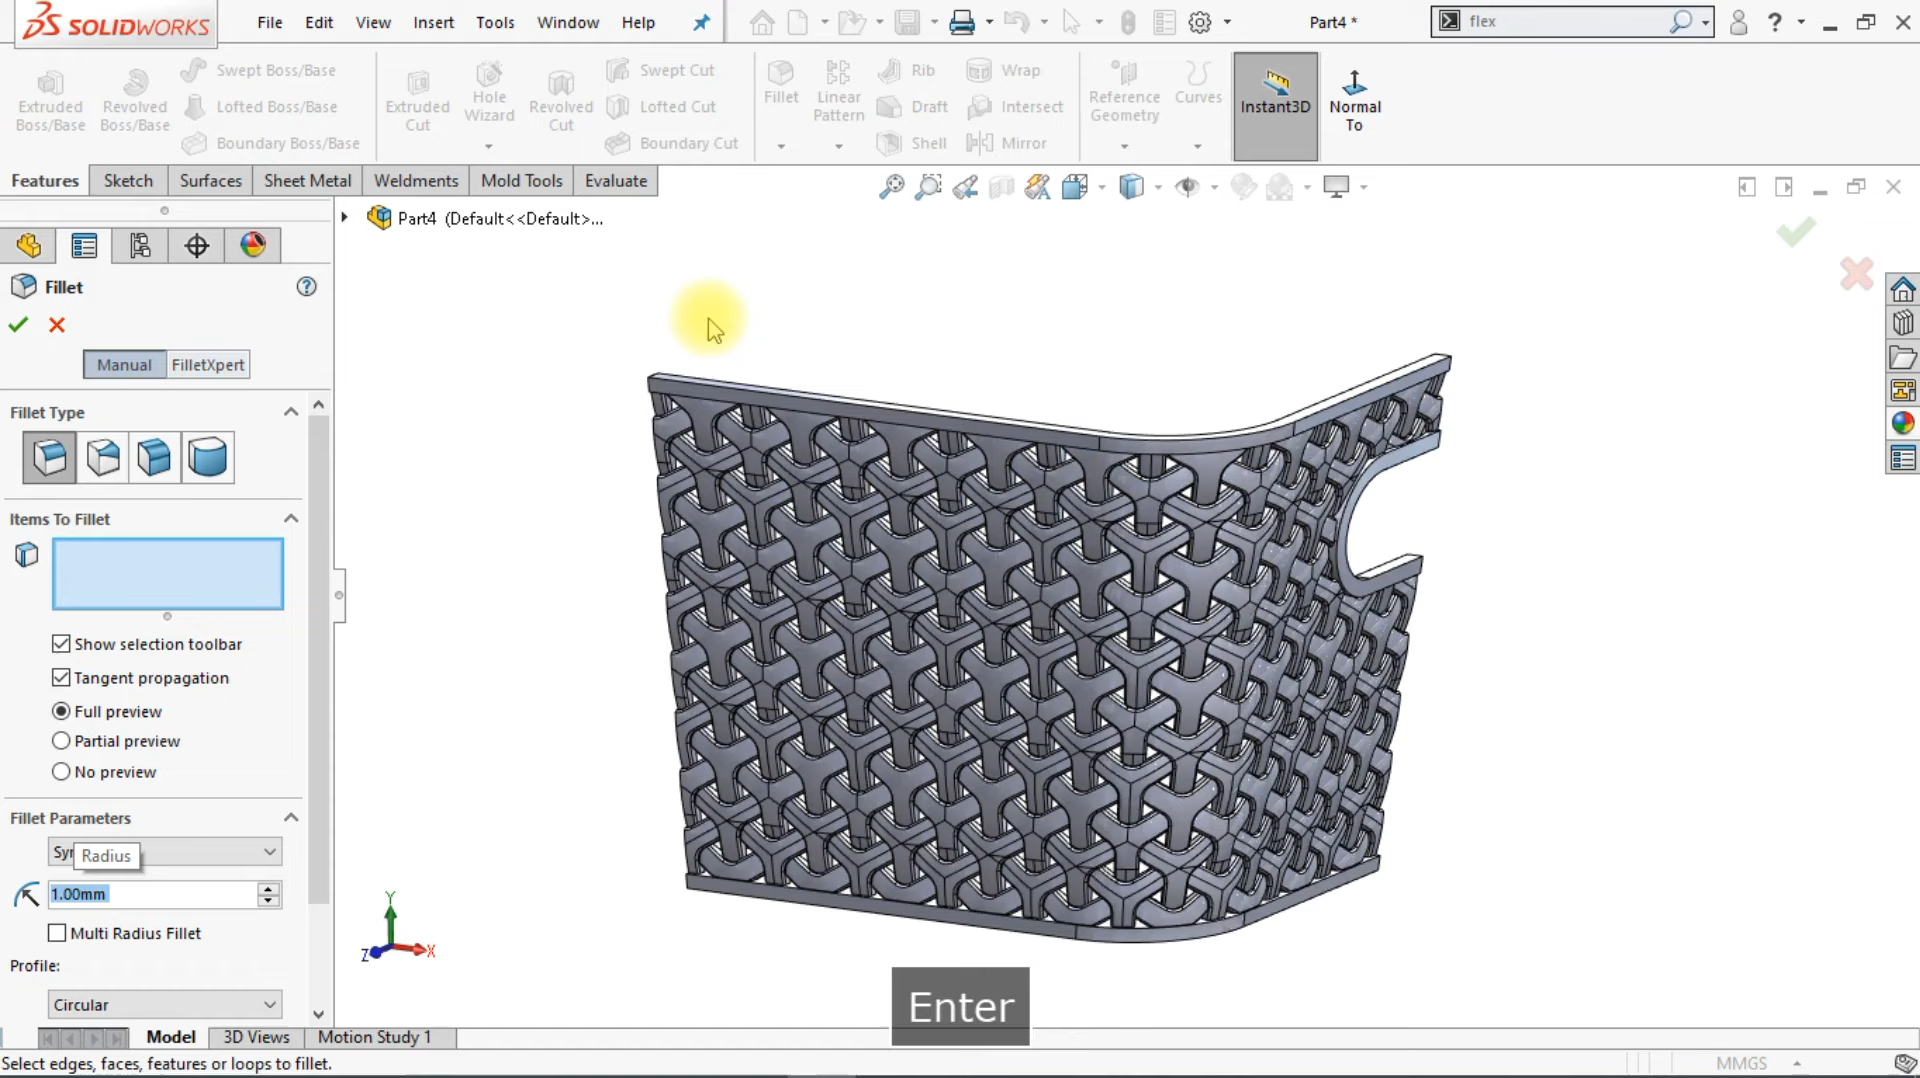 SOLIDWORKS File Edit View Insert Tools Window Help Part4 * flex ?
Extruded Boss/Base
Revolved Boss/Base
Swept Boss/Base
Lofted Boss/Base
Boundary Boss/Base
Extruded Cut
Hole Wizard
Revolved Cut
Swept Cut
Lofted Cut
Boundary Cut
Fillet
Linear Pattern
Rib
Draft
Shell
Wrap
Intersect
Mirror
Reference Geometry
Curves
Instant3D
Normal To
Features Sketch Surfaces Sheet Metal Weldments Mold Tools Evaluate
Part4 (Default<<Default>...
Fillet ?
Manual FilletXpert
Fillet Type
Items To Fillet
Show selection toolbar
Tangent propagation
Full preview
Partial preview
No preview
Fillet Parameters
Syr Radius
1.00mm
Multi Radius Fillet
Profile:
Circular
Y
Z X
Enter
Model 3D Views Motion Study 1
Select edges, faces, features or loops to fillet. MMGS